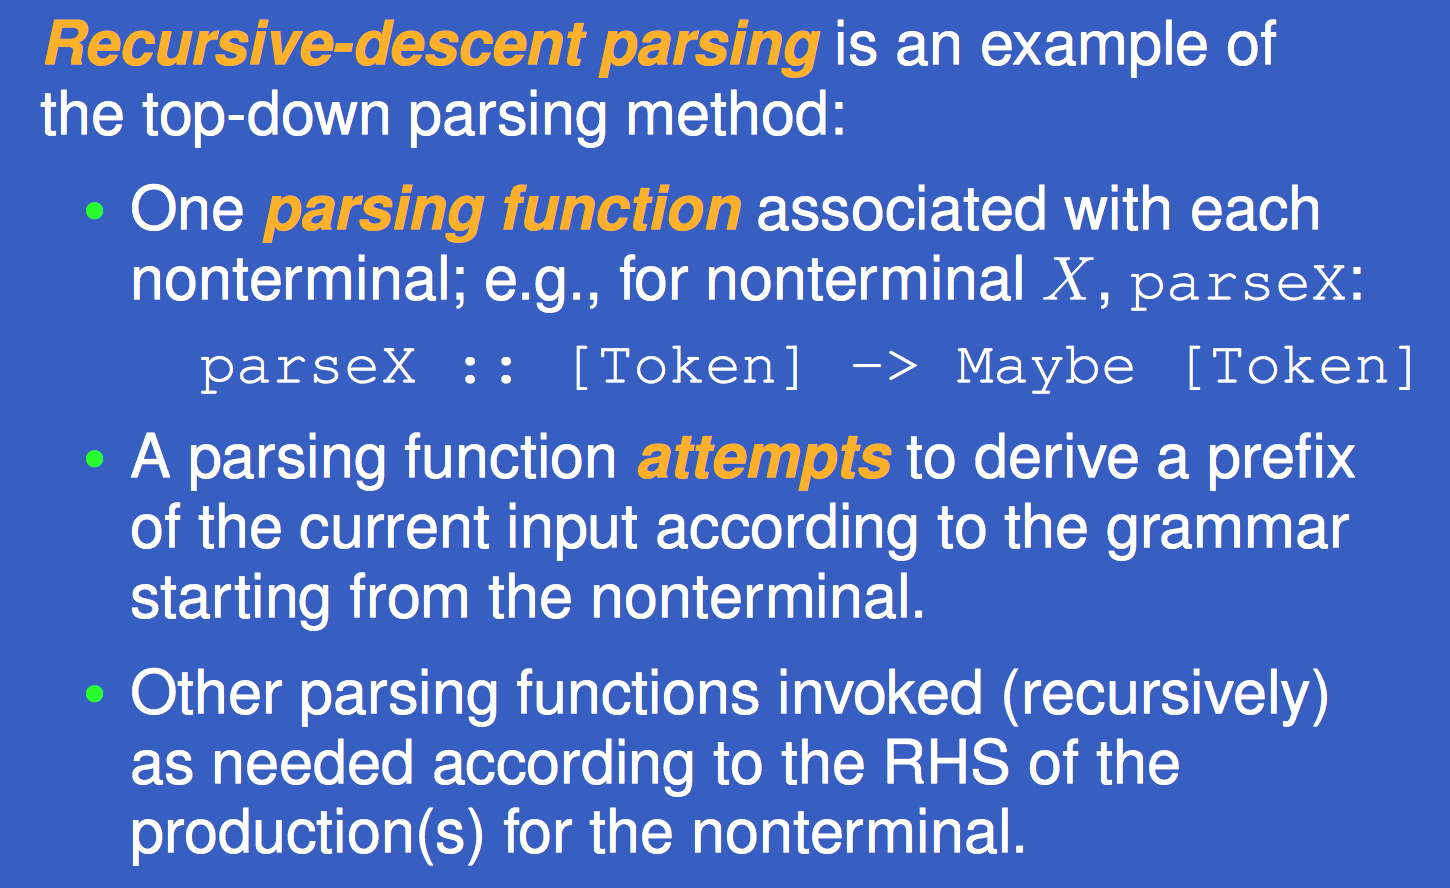 Recursive-descent parsing is an example of
the top-down parsing method:
• One parsing function associated with each
nonterminal; e.g., for nonterminal X, parseX:
parseX :: [Token] -> Maybe [Token]
• A parsing function attempts to derive a prefix
of the current input according to the grammar
starting from the nonterminal.
• Other parsing functions invoked (recursively)
as needed according to the RHS of the
production(s) for the nonterminal.